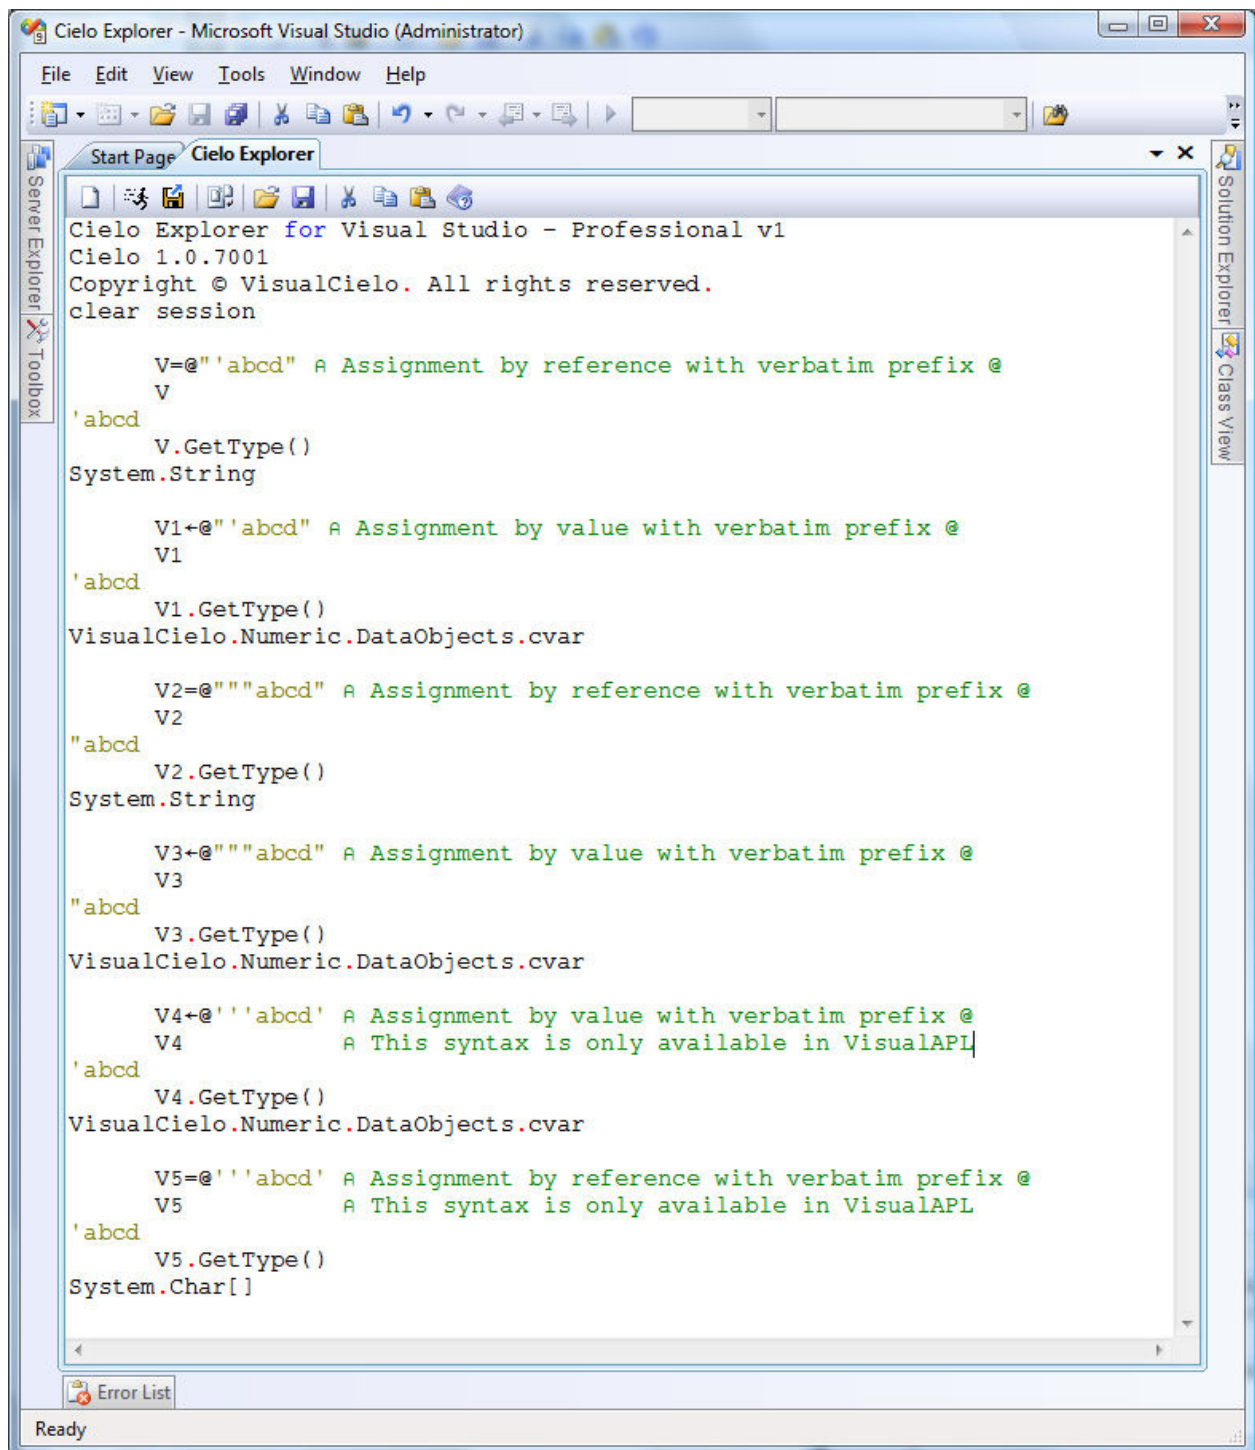 Cielo Explorer - Microsoft Visual Studio (Administrator)
File Edit View Tools Window Help
Start Page Cielo Explorer
Server Explorer
Toolbox
Solution Explorer
Class View
Cielo Explorer for Visual Studio - Professional v1
Cielo 1.0.7001
Copyright © VisualCielo. All rights reserved.
clear session
V=@"'abcd" ⍝ Assignment by reference with verbatim prefix @
V
'abcd
V.GetType()
System.String
V1←@"'abcd" ⍝ Assignment by value with verbatim prefix @
V1
'abcd
V1.GetType()
VisualCielo.Numeric.DataObjects.cvar
V2=@"""abcd" ⍝ Assignment by reference with verbatim prefix @
V2
"abcd
V2.GetType()
System.String
V3←@"""abcd" ⍝ Assignment by value with verbatim prefix @
V3
"abcd
V3.GetType()
VisualCielo.Numeric.DataObjects.cvar
V4←@'''abcd' ⍝ Assignment by value with verbatim prefix @
V4 ⍝ This syntax is only available in VisualAPL
'abcd
V4.GetType()
VisualCielo.Numeric.DataObjects.cvar
V5=@'''abcd' ⍝ Assignment by reference with verbatim prefix @
V5 ⍝ This syntax is only available in VisualAPL
'abcd
V5.GetType()
System.Char[]
Error List
Ready